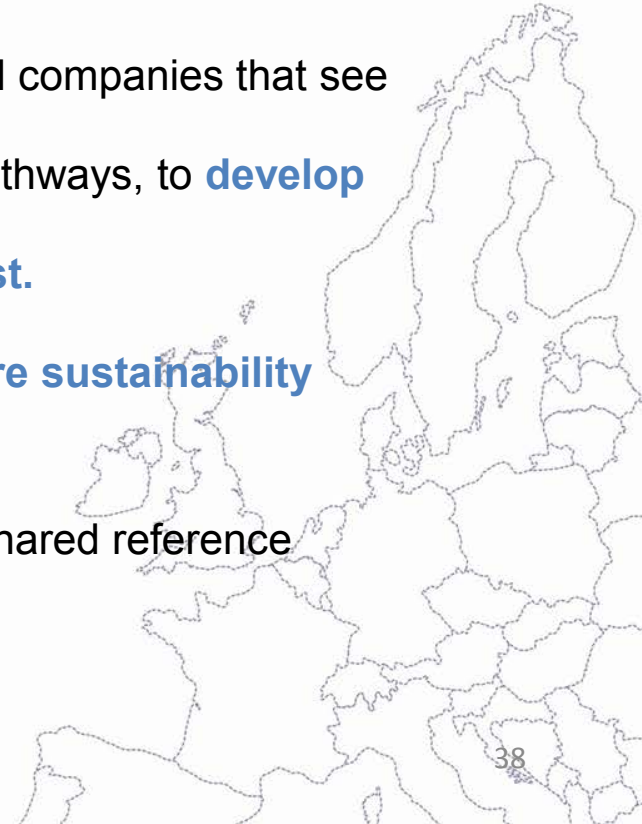 companies that see
thways, to develop
st.
re sustainability
hared reference
38